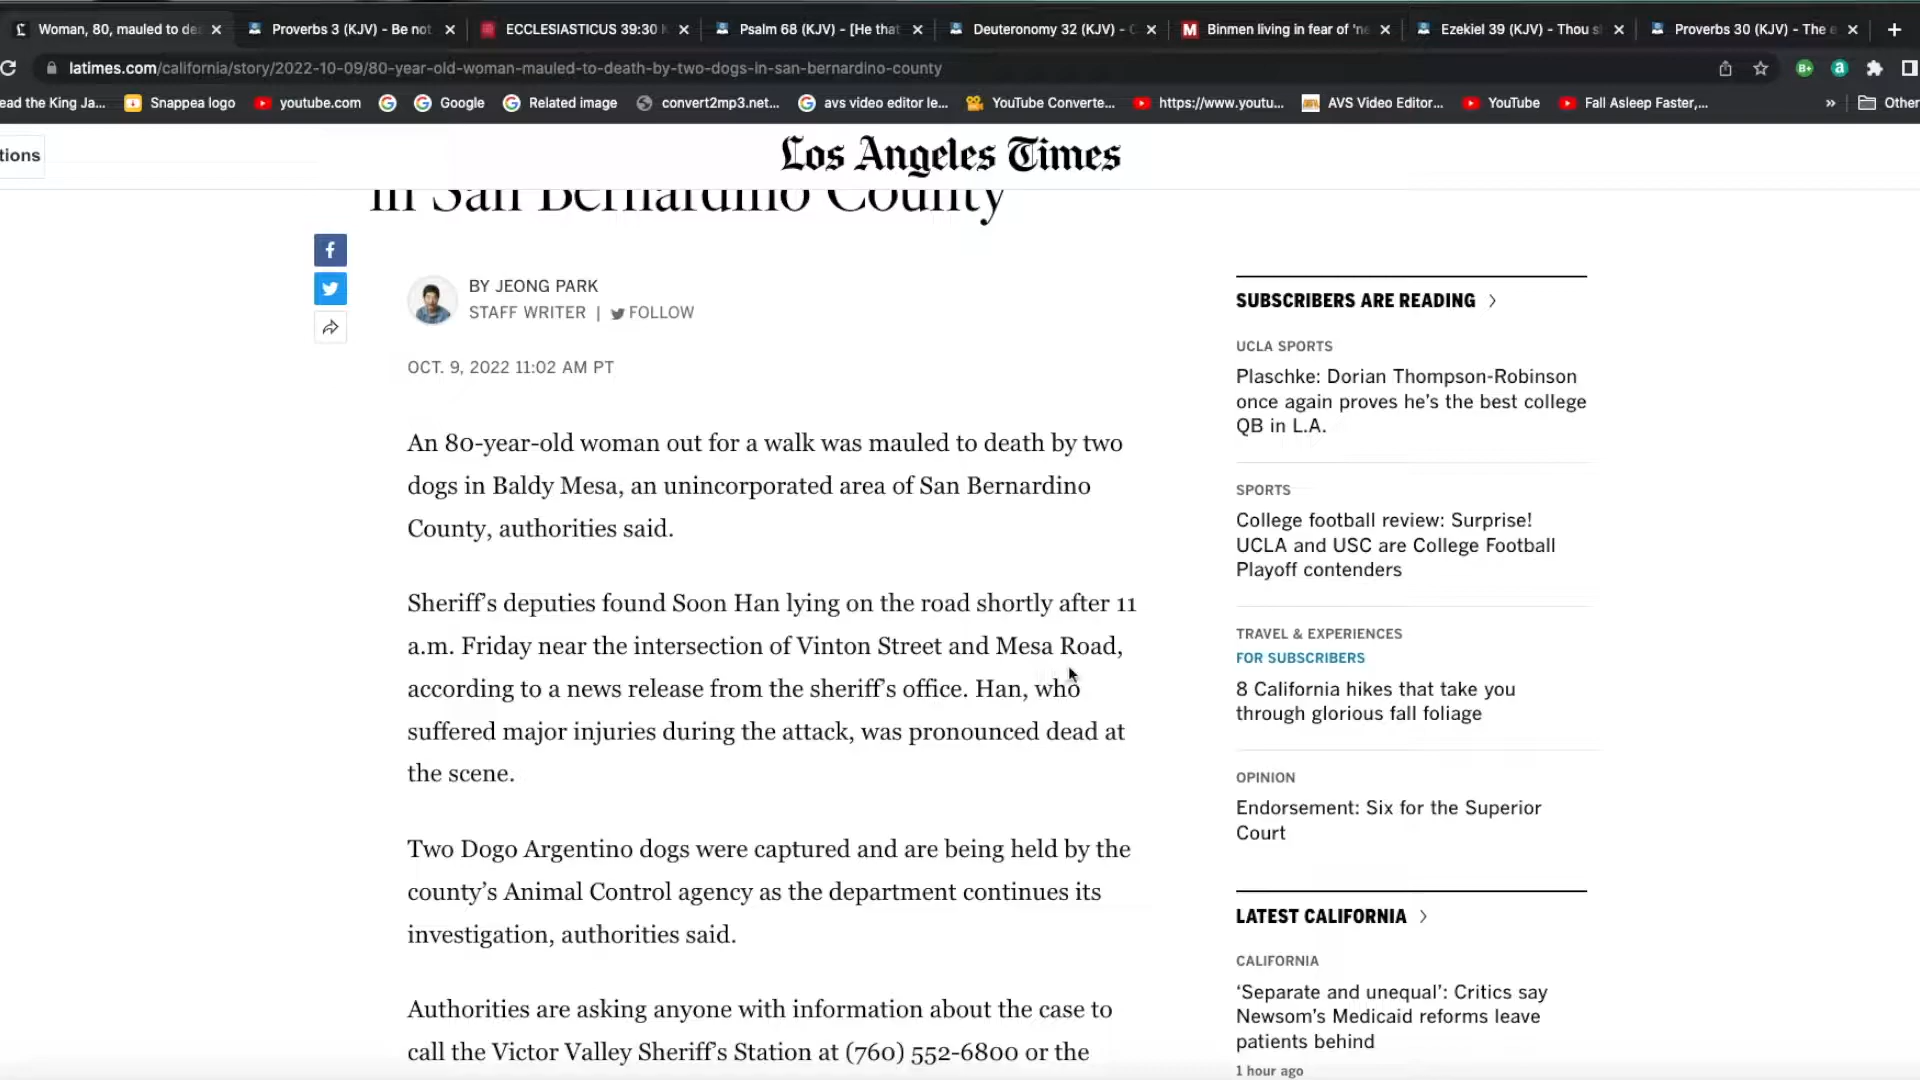 Woman, 80, mauled to de
Proverbs 3 (KJV) - Be not
ECCLESIASTICUS 39:30
Psalm 68 (KJV) - [He that
Deuteronomy 32 (KJV) -
Binmen living in fear of 'ne
Ezekiel 39 (KJV) - Thou s
Proverbs 30 (KJV) - The e
latimes.com/california/story/2022-10-09/80-year-old-woman-mauled-to-death-by-two-dogs-in-san-bernardino-county
ead the King Ja...
Snappea logo
youtube.com
Google
Related image
convert2mp3.net...
avs video editor le...
YouTube Converte...
https://www.youtu...
AVS Video Editor...
YouTube
Fall Asleep Faster,...
»
Other
tions
Los Angeles Times
in San Bernardino County
BY JEONG PARK
STAFF WRITER | FOLLOW
OCT. 9, 2022 11:02 AM PT
An 80-year-old woman out for a walk was mauled to death by two
dogs in Baldy Mesa, an unincorporated area of San Bernardino
County, authorities said.
Sheriff's deputies found Soon Han lying on the road shortly after 11
a.m. Friday near the intersection of Vinton Street and Mesa Road,
according to a news release from the sheriff's office. Han, who
suffered major injuries during the attack, was pronounced dead at
the scene.
Two Dogo Argentino dogs were captured and are being held by the
county's Animal Control agency as the department continues its
investigation, authorities said.
Authorities are asking anyone with information about the case to
call the Victor Valley Sheriff's Station at (760) 552-6800 or the
SUBSCRIBERS ARE READING
UCLA SPORTS
Plaschke: Dorian Thompson-Robinson
once again proves he's the best college
QB in L.A.
SPORTS
College football review: Surprise!
UCLA and USC are College Football
Playoff contenders
TRAVEL & EXPERIENCES
FOR SUBSCRIBERS
8 California hikes that take you
through glorious fall foliage
OPINION
Endorsement: Six for the Superior
Court
LATEST CALIFORNIA
CALIFORNIA
'Separate and unequal': Critics say
Newsom's Medicaid reforms leave
patients behind
1 hour ago